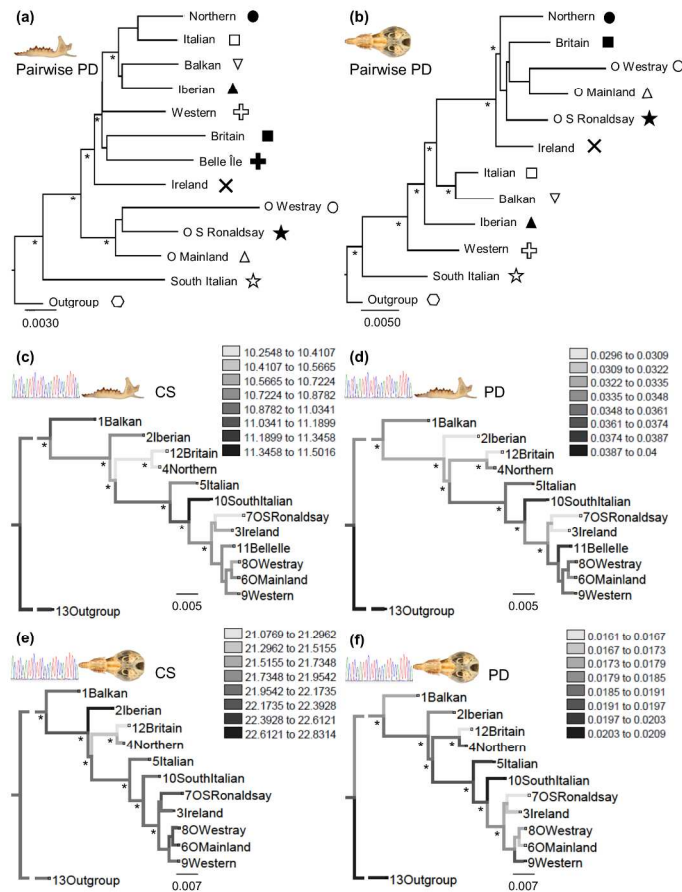 (a)
Pairwise PD
Northern
Italian
Balkan
Iberian
Western
Britain
Belle Île
Ireland
O Westray
O S Ronaldsay
O Mainland
South Italian
Outgroup
0.0030
* * * * * *
(b)
Pairwise PD
Northern
Britain
O Westray
O Mainland
O S Ronaldsay
Ireland
Italian
Balkan
Iberian
Western
South Italian
Outgroup
0.0050
(c)
CS
10.2548 to 10.4107
10.4107 to 10.5665
10.5665 to 10.7224
10.7224 to 10.8782
10.8782 to 11.0341
11.0341 to 11.1899
11.1899 to 11.3458
11.3458 to 11.5016
1Balkan
2Iberian
12Britain
4Northern
5Italian
10SouthItalian
7OSRonaldsay
3Ireland
11BelleIle
8OWestray
6OMainland
9Western
13Outgroup
0.005
(d)
PD
0.0296 to 0.0309
0.0309 to 0.0322
0.0322 to 0.0335
0.0335 to 0.0348
0.0348 to 0.0361
0.0361 to 0.0374
0.0374 to 0.0387
0.0387 to 0.04
1Balkan
2Iberian
12Britain
4Northern
5Italian
10SouthItalian
7OSRonaldsay
3Ireland
11BelleIle
8OWestray
6OMainland
9Western
13Outgroup
0.005
(e)
CS
21.0769 to 21.2962
21.2962 to 21.5155
21.5155 to 21.7348
21.7348 to 21.9542
21.9542 to 22.1735
22.1735 to 22.3928
22.3928 to 22.6121
22.6121 to 22.8314
1Balkan
2Iberian
12Britain
4Northern
5Italian
10SouthItalian
7OSRonaldsay
3Ireland
8OWestray
6OMainland
9Western
13Outgroup
0.007
(f)
PD
0.0161 to 0.0167
0.0167 to 0.0173
0.0173 to 0.0179
0.0179 to 0.0185
0.0185 to 0.0191
0.0191 to 0.0197
0.0197 to 0.0203
0.0203 to 0.0209
1Balkan
2Iberian
12Britain
4Northern
5Italian
10SouthItalian
7OSRonaldsay
3Ireland
8OWestray
6OMainland
9Western
13Outgroup
0.007